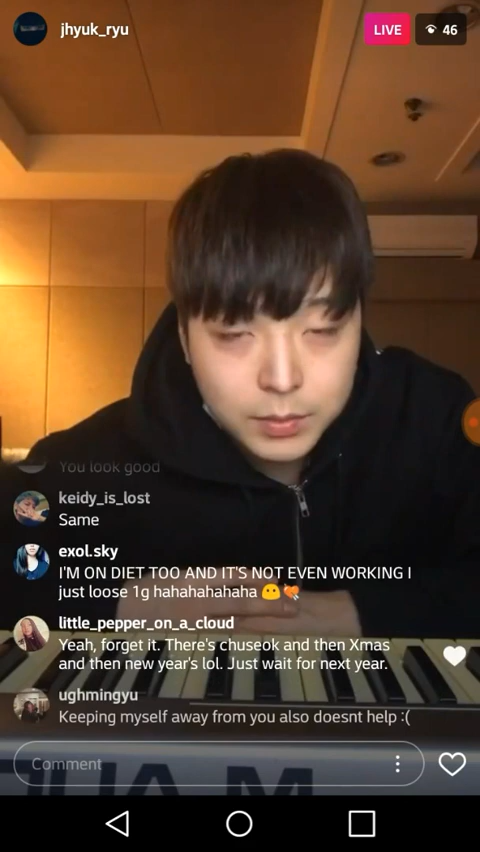 jhyuk_ryu
LIVE
46
You look good
keidy_is_lost
Same
exol.sky
I'M ON DIET TOO AND IT'S NOT EVEN WORKING I
just loose 1g hahahahahaha 😶💘
little_pepper_on_a_cloud
Yeah, forget it. There's chuseok and then Xmas
and then new year's lol. Just wait for next year.
ughmingyu
Keeping myself away from you also doesnt help :(
Comment